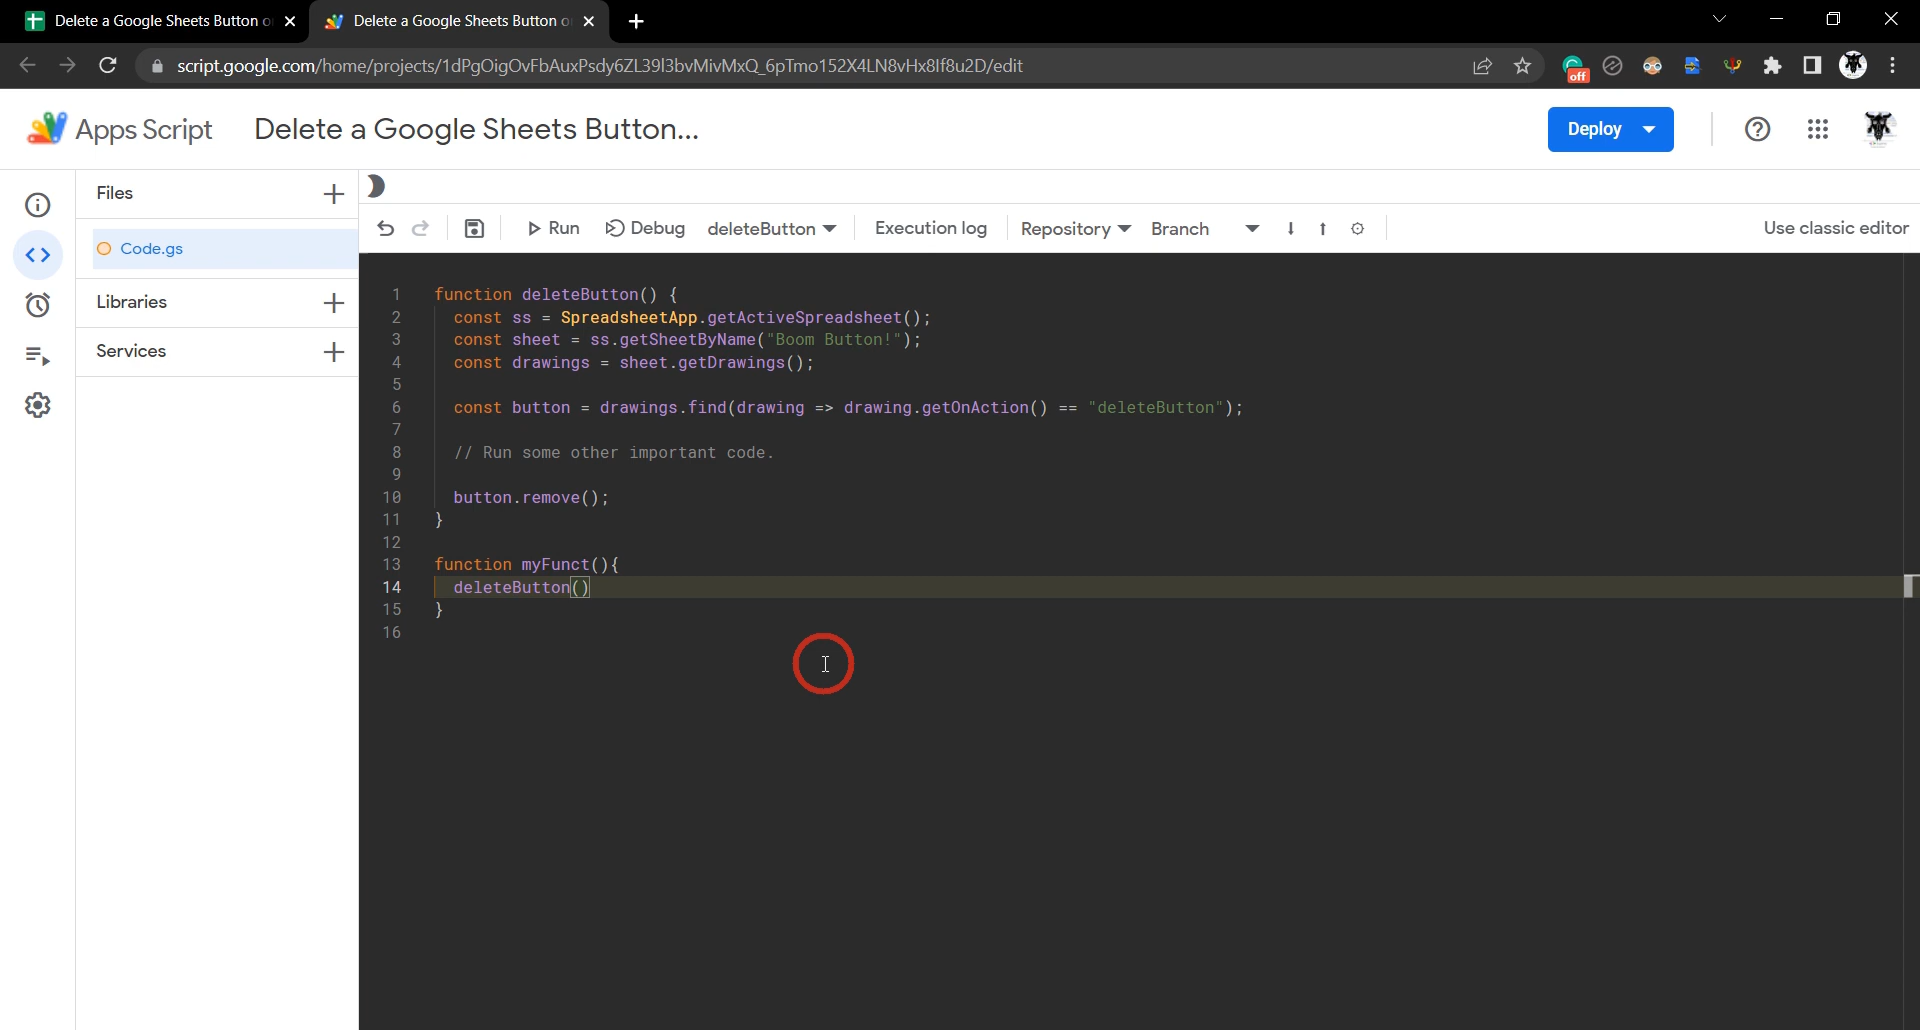 Delete a Google Sheets Button o
Delete a Google Sheets Button o
script.google.com/home/projects/1dPgOigOvFbAuxPsdy6ZL39l3bvMivMxQ_6pTmo152X4LN8vHx8If8u2D/edit
off
Apps Script
Delete a Google Sheets Button...
Deploy
Files
Code.gs
Libraries
Services
Run
Debug
deleteButton
Execution log
Repository
Branch
Use classic editor
1 function deleteButton() {
2 const ss = SpreadsheetApp.getActiveSpreadsheet();
3 const sheet = ss.getSheetByName("Boom Button!");
4 const drawings = sheet.getDrawings();
5
6 const button = drawings.find(drawing => drawing.getOnAction() == "deleteButton");
7
8 // Run some other important code.
9
10 button.remove();
11 }
12
13 function myFunct(){
14 deleteButton()
15 }
16